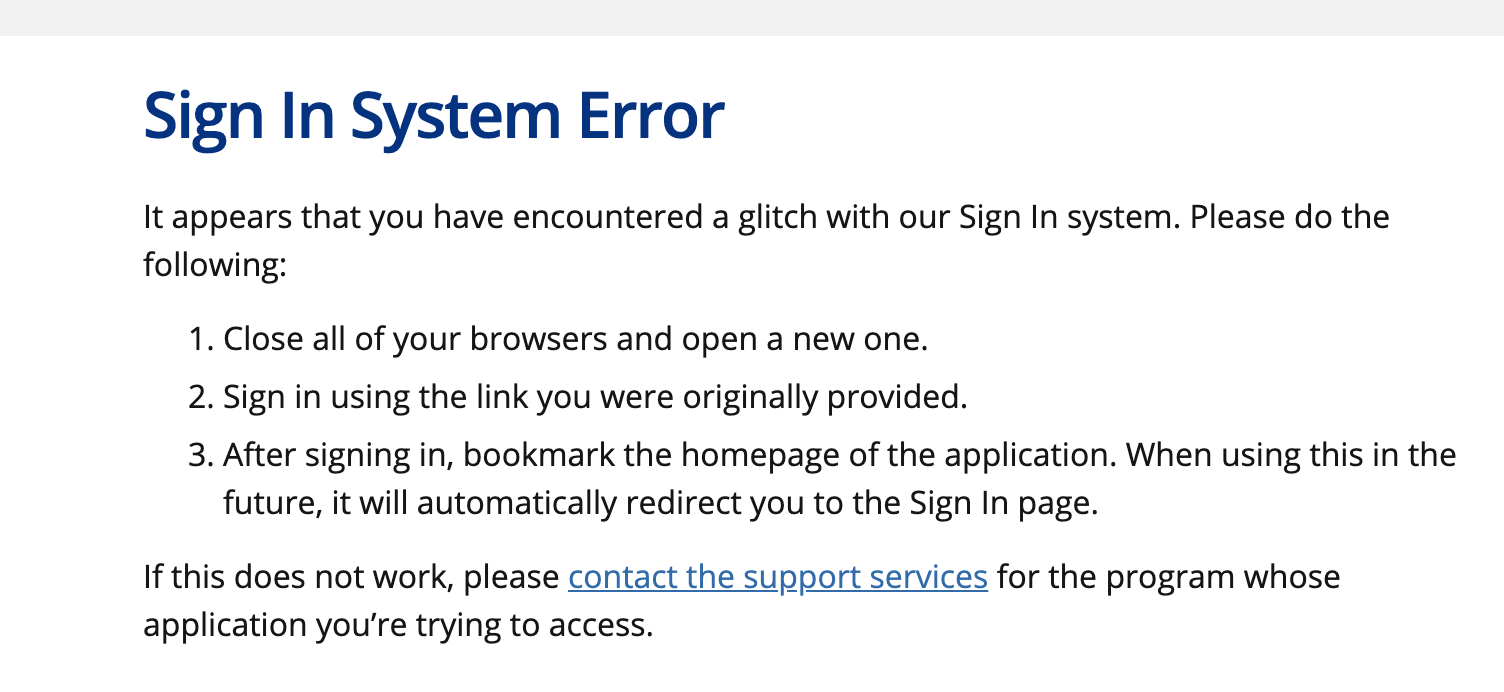 Sign In System Error
It appears that you have encountered a glitch with our Sign In system. Please do the
following:
1. Close all of your browsers and open a new one.
2. Sign in using the link you were originally provided.
3. After signing in, bookmark the homepage of the application. When using this in the
future, it will automatically redirect you to the Sign In page.
If this does not work, please contact the support services for the program whose
application you’re trying to access.